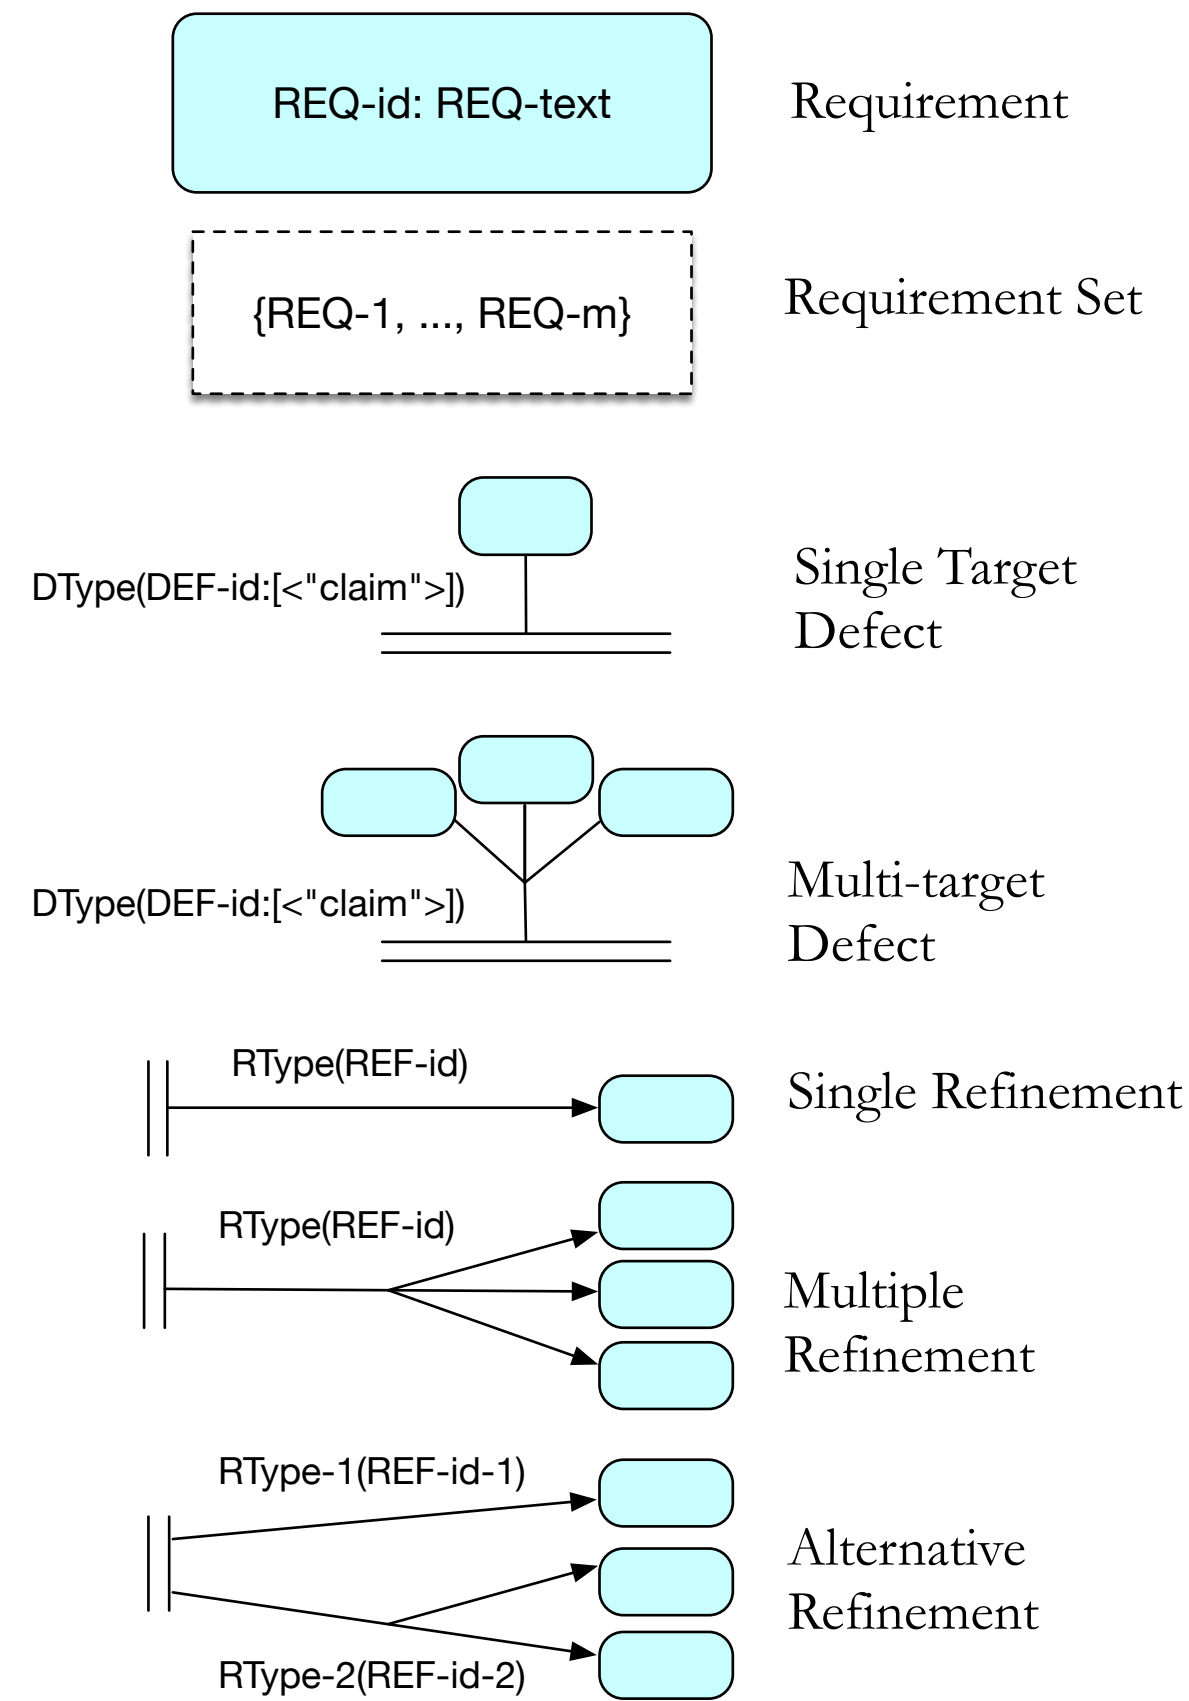 REQ-id: REQ-text
Requirement
{REQ-1, ..., REQ-m}
Requirement Set
DType(DEF-id:[<"claim">])
Single Target
Defect
DType(DEF-id:[<"claim">])
Multi-target
Defect
RType(REF-id)
Single Refinement
RType(REF-id)
Multiple
Refinement
RType-1(REF-id-1)
Alternative
Refinement
RType-2(REF-id-2)